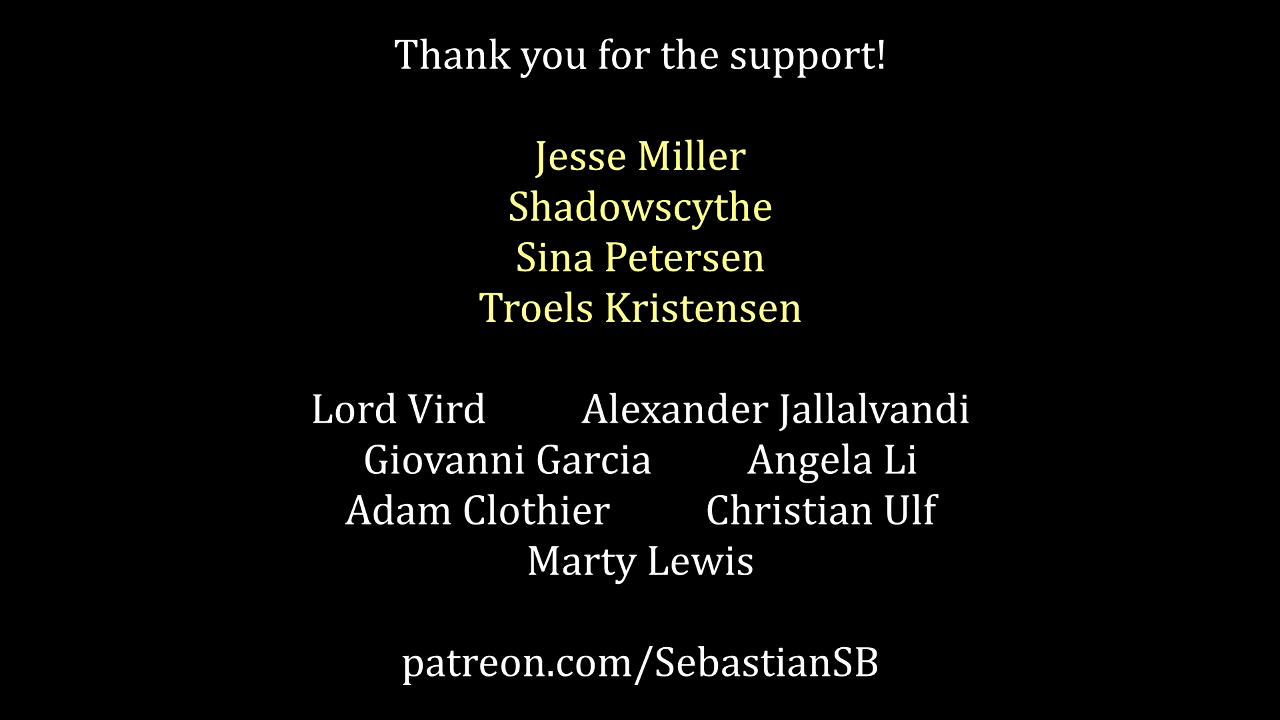 Thank you for the support!
Jesse Miller
Shadowscythe
Sina Petersen
Troels Kristensen
Lord Vird Alexander Jallalvandi
Giovanni Garcia Angela Li
Adam Clothier Christian Ulf
Marty Lewis
patreon.com/SebastianSB